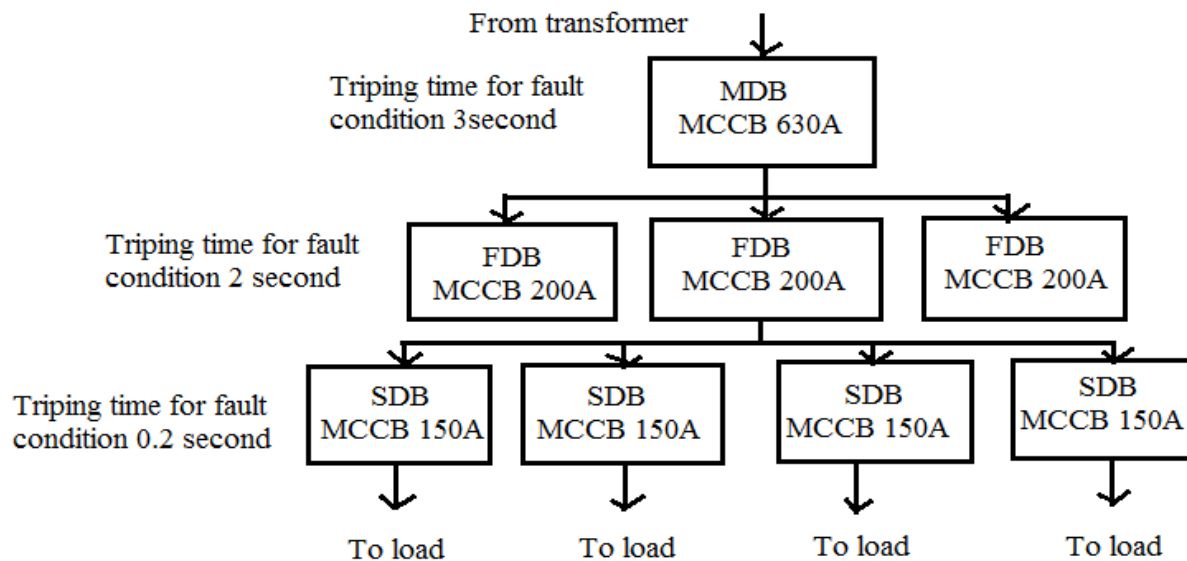 From transformer
Triping time for fault
condition 3second
MDB
MCCB 630A
Triping time for fault
condition 2 second
FDB
MCCB 200A
FDB
MCCB 200A
FDB
MCCB 200A
Triping time for fault
condition 0.2 second
SDB
MCCB 150A
SDB
MCCB 150A
SDB
MCCB 150A
SDB
MCCB 150A
To load
To load
To load
To load